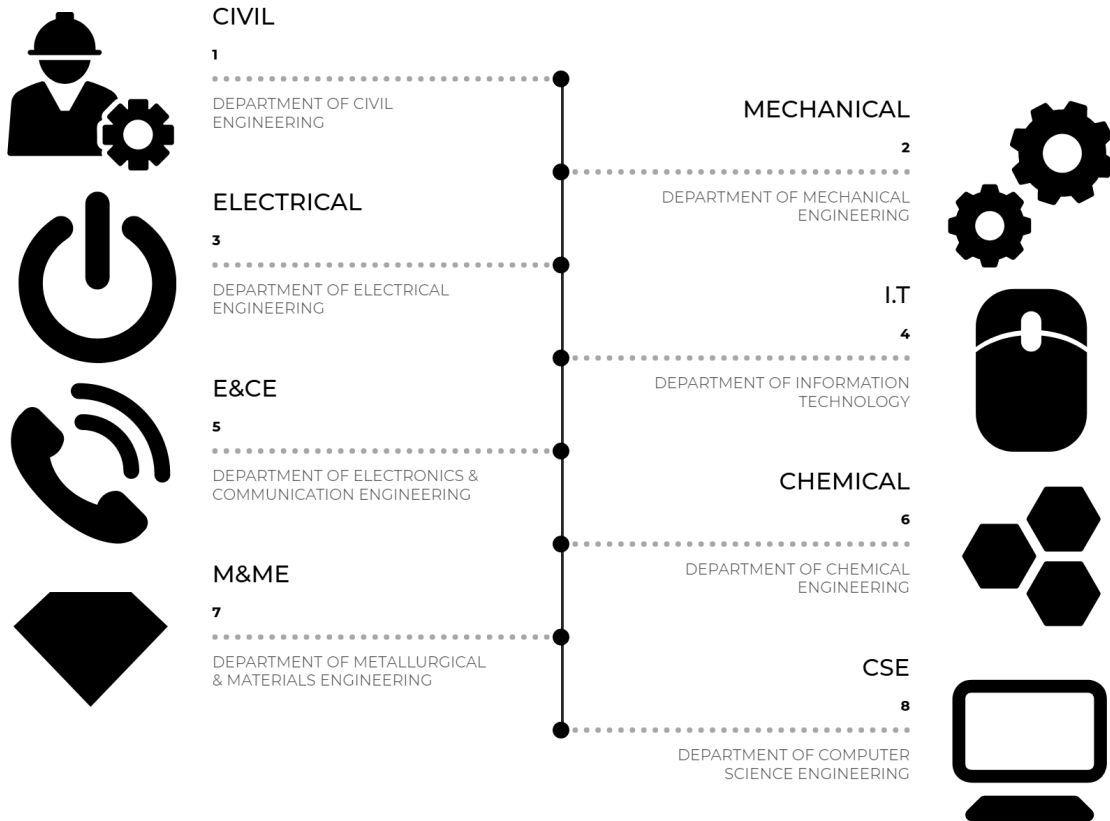 CIVIL
1
DEPARTMENT OF CIVIL
ENGINEERING
MECHANICAL
2
DEPARTMENT OF MECHANICAL
ENGINEERING
ELECTRICAL
3
DEPARTMENT OF ELECTRICAL
ENGINEERING
I.T
4
DEPARTMENT OF INFORMATION
TECHNOLOGY
E&CE
5
DEPARTMENT OF ELECTRONICS &
COMMUNICATION ENGINEERING
CHEMICAL
6
DEPARTMENT OF CHEMICAL
ENGINEERING
M&ME
7
DEPARTMENT OF METALLURGICAL
& MATERIALS ENGINEERING
CSE
8
DEPARTMENT OF COMPUTER
SCIENCE ENGINEERING